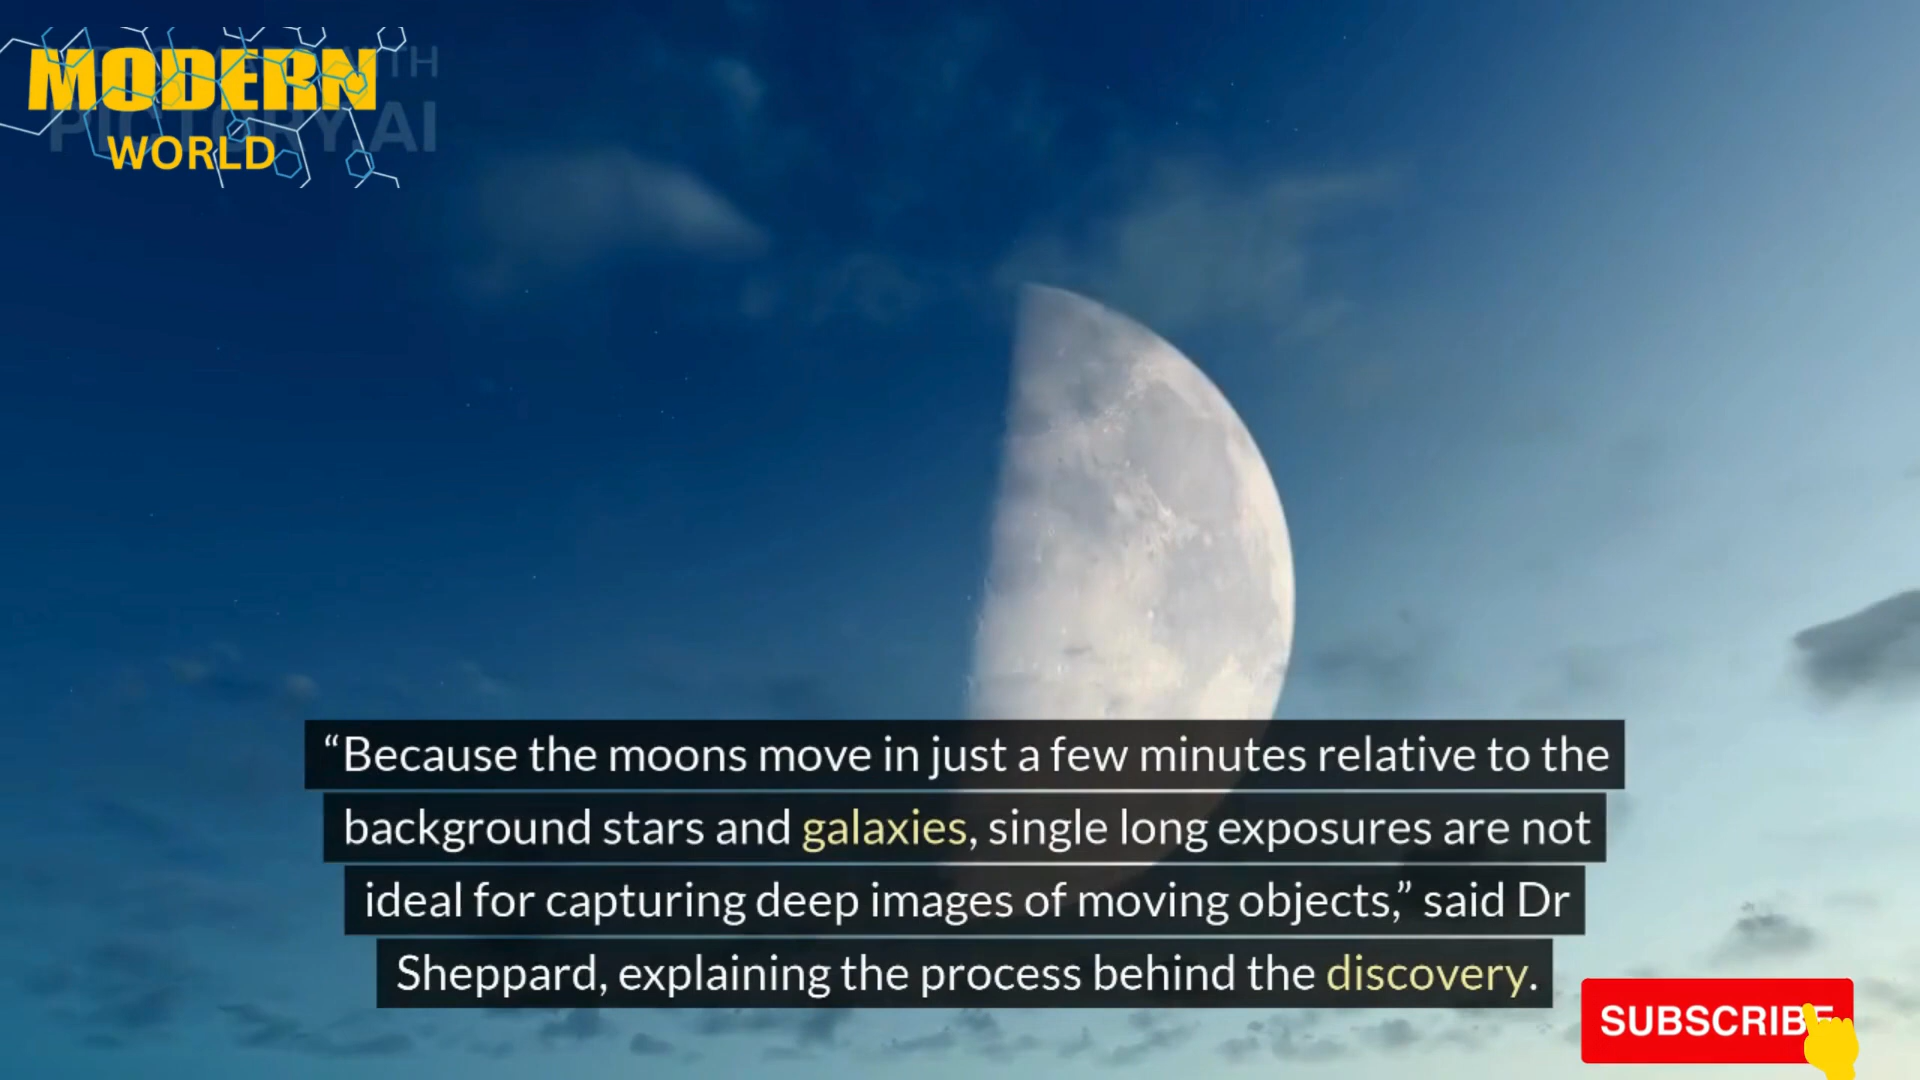 MODERN
WORLD
PICTORY.AI
“Because the moons move in just a few minutes relative to the
background stars and galaxies, single long exposures are not
ideal for capturing deep images of moving objects,” said Dr
Sheppard, explaining the process behind the discovery.
SUBSCRIBE